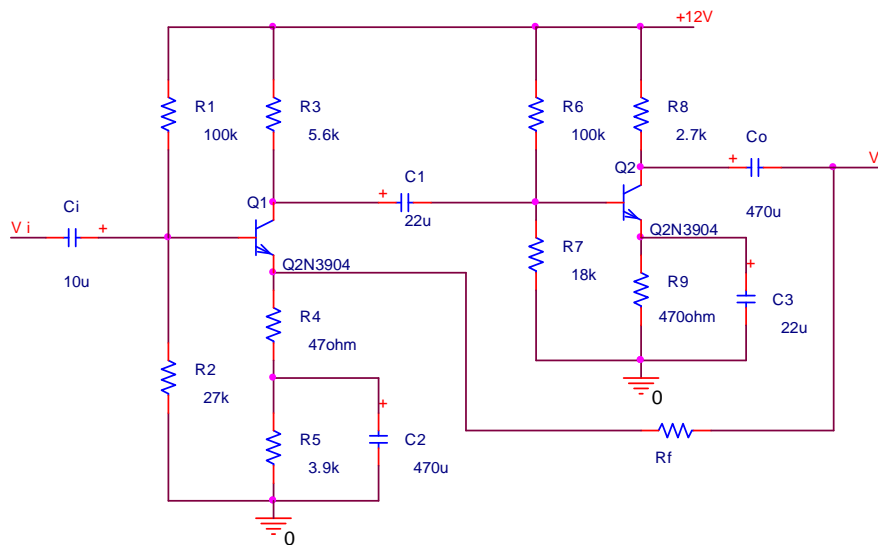 +12V
R1
100k
R3
5.6k
R6
100k
R8
2.7k
Co
470u
V
Q2
C1
22u
Q1
Ci
V i
10u
Q2N3904
Q2N3904
R7
18k
R9
470ohm
C3
22u
R4
47ohm
R2
27k
0
R5
3.9k
C2
470u
Rf
0